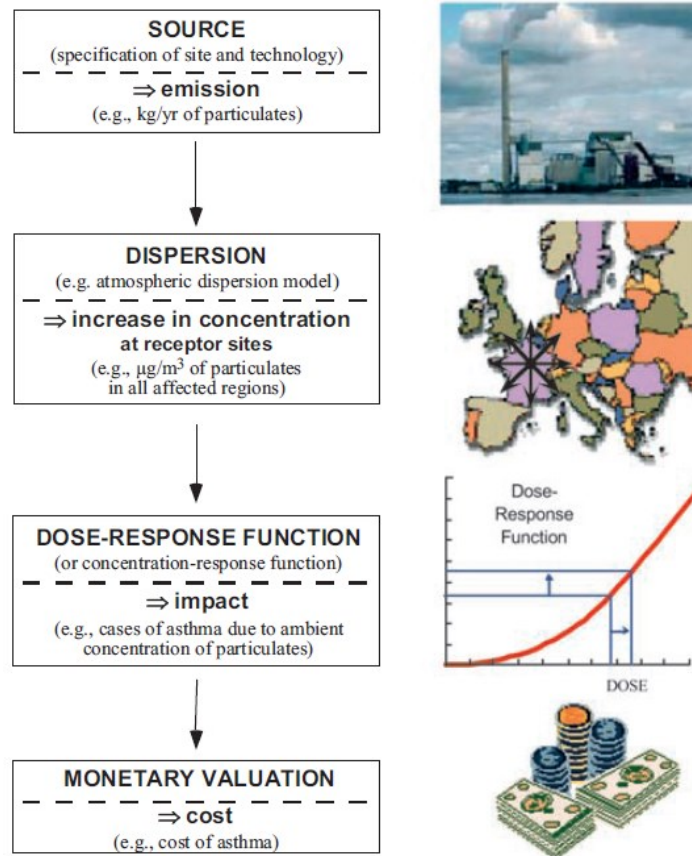 SOURCE
(specification of site and technology)
⇒ emission
(e.g., kg/yr of particulates)
DISPERSION
(e.g. atmospheric dispersion model)
⇒ increase in concentration
at receptor sites
(e.g., μg/m³ of particulates
in all affected regions)
DOSE-RESPONSE FUNCTION
(or concentration-response function)
⇒ impact
(e.g., cases of asthma due to ambient
concentration of particulates)
Dose-
Response
Function
DOSE
MONETARY VALUATION
⇒ cost
(e.g., cost of asthma)